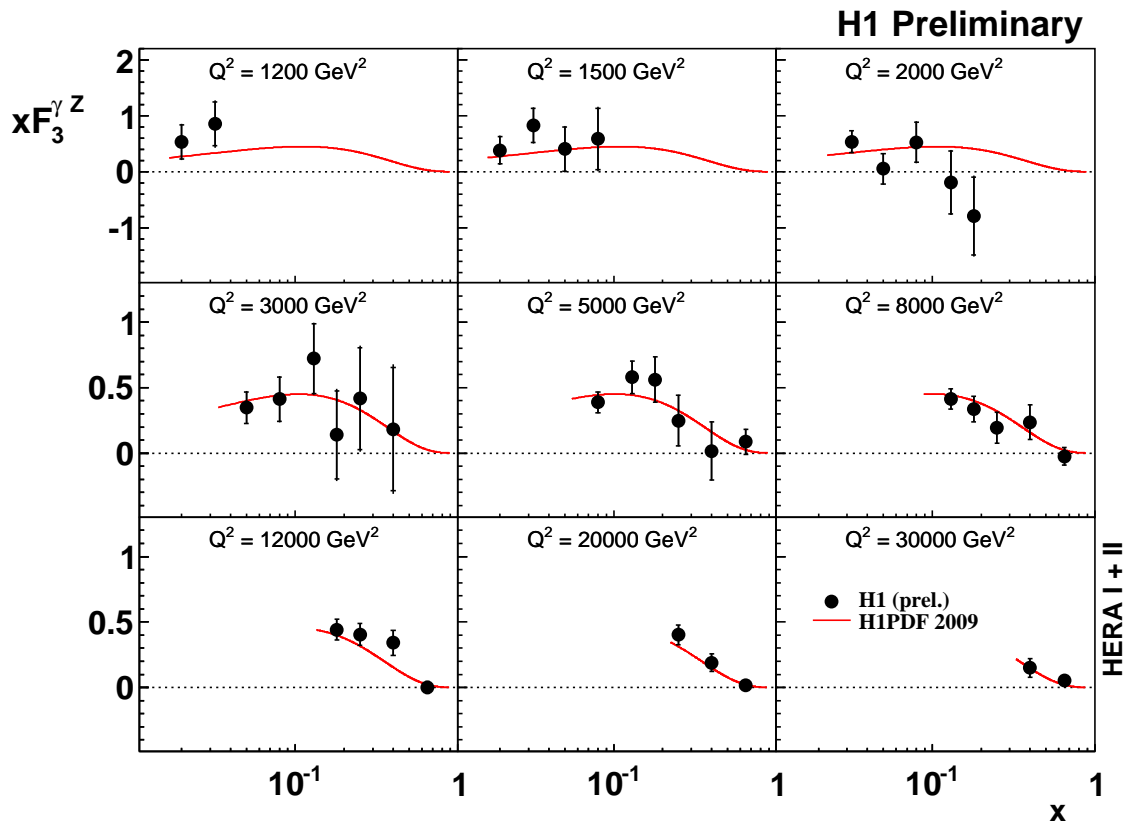 H1 Preliminary
xF₃^γ Z
Q² = 1200 GeV²
Q² = 1500 GeV²
Q² = 2000 GeV²
2
1
0
-1
Q² = 3000 GeV²
Q² = 5000 GeV²
Q² = 8000 GeV²
1
0.5
0
Q² = 12000 GeV²
Q² = 20000 GeV²
Q² = 30000 GeV²
1
0.5
0
H1 (prel.)
H1PDF 2009
HERA I + II
10⁻¹ 1 10⁻¹ 1 10⁻¹ 1
x